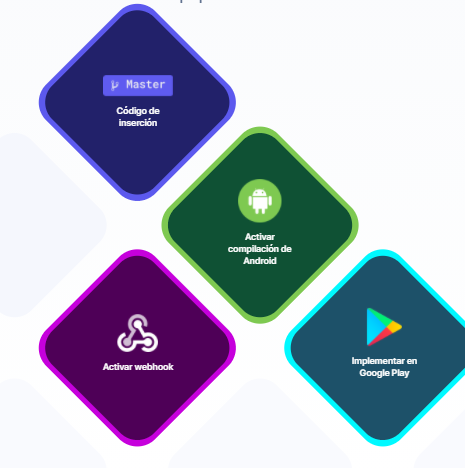 Master
Código de
inserción
Activar
compilación de
Android
Activar webhook
Implementar en
Google Play